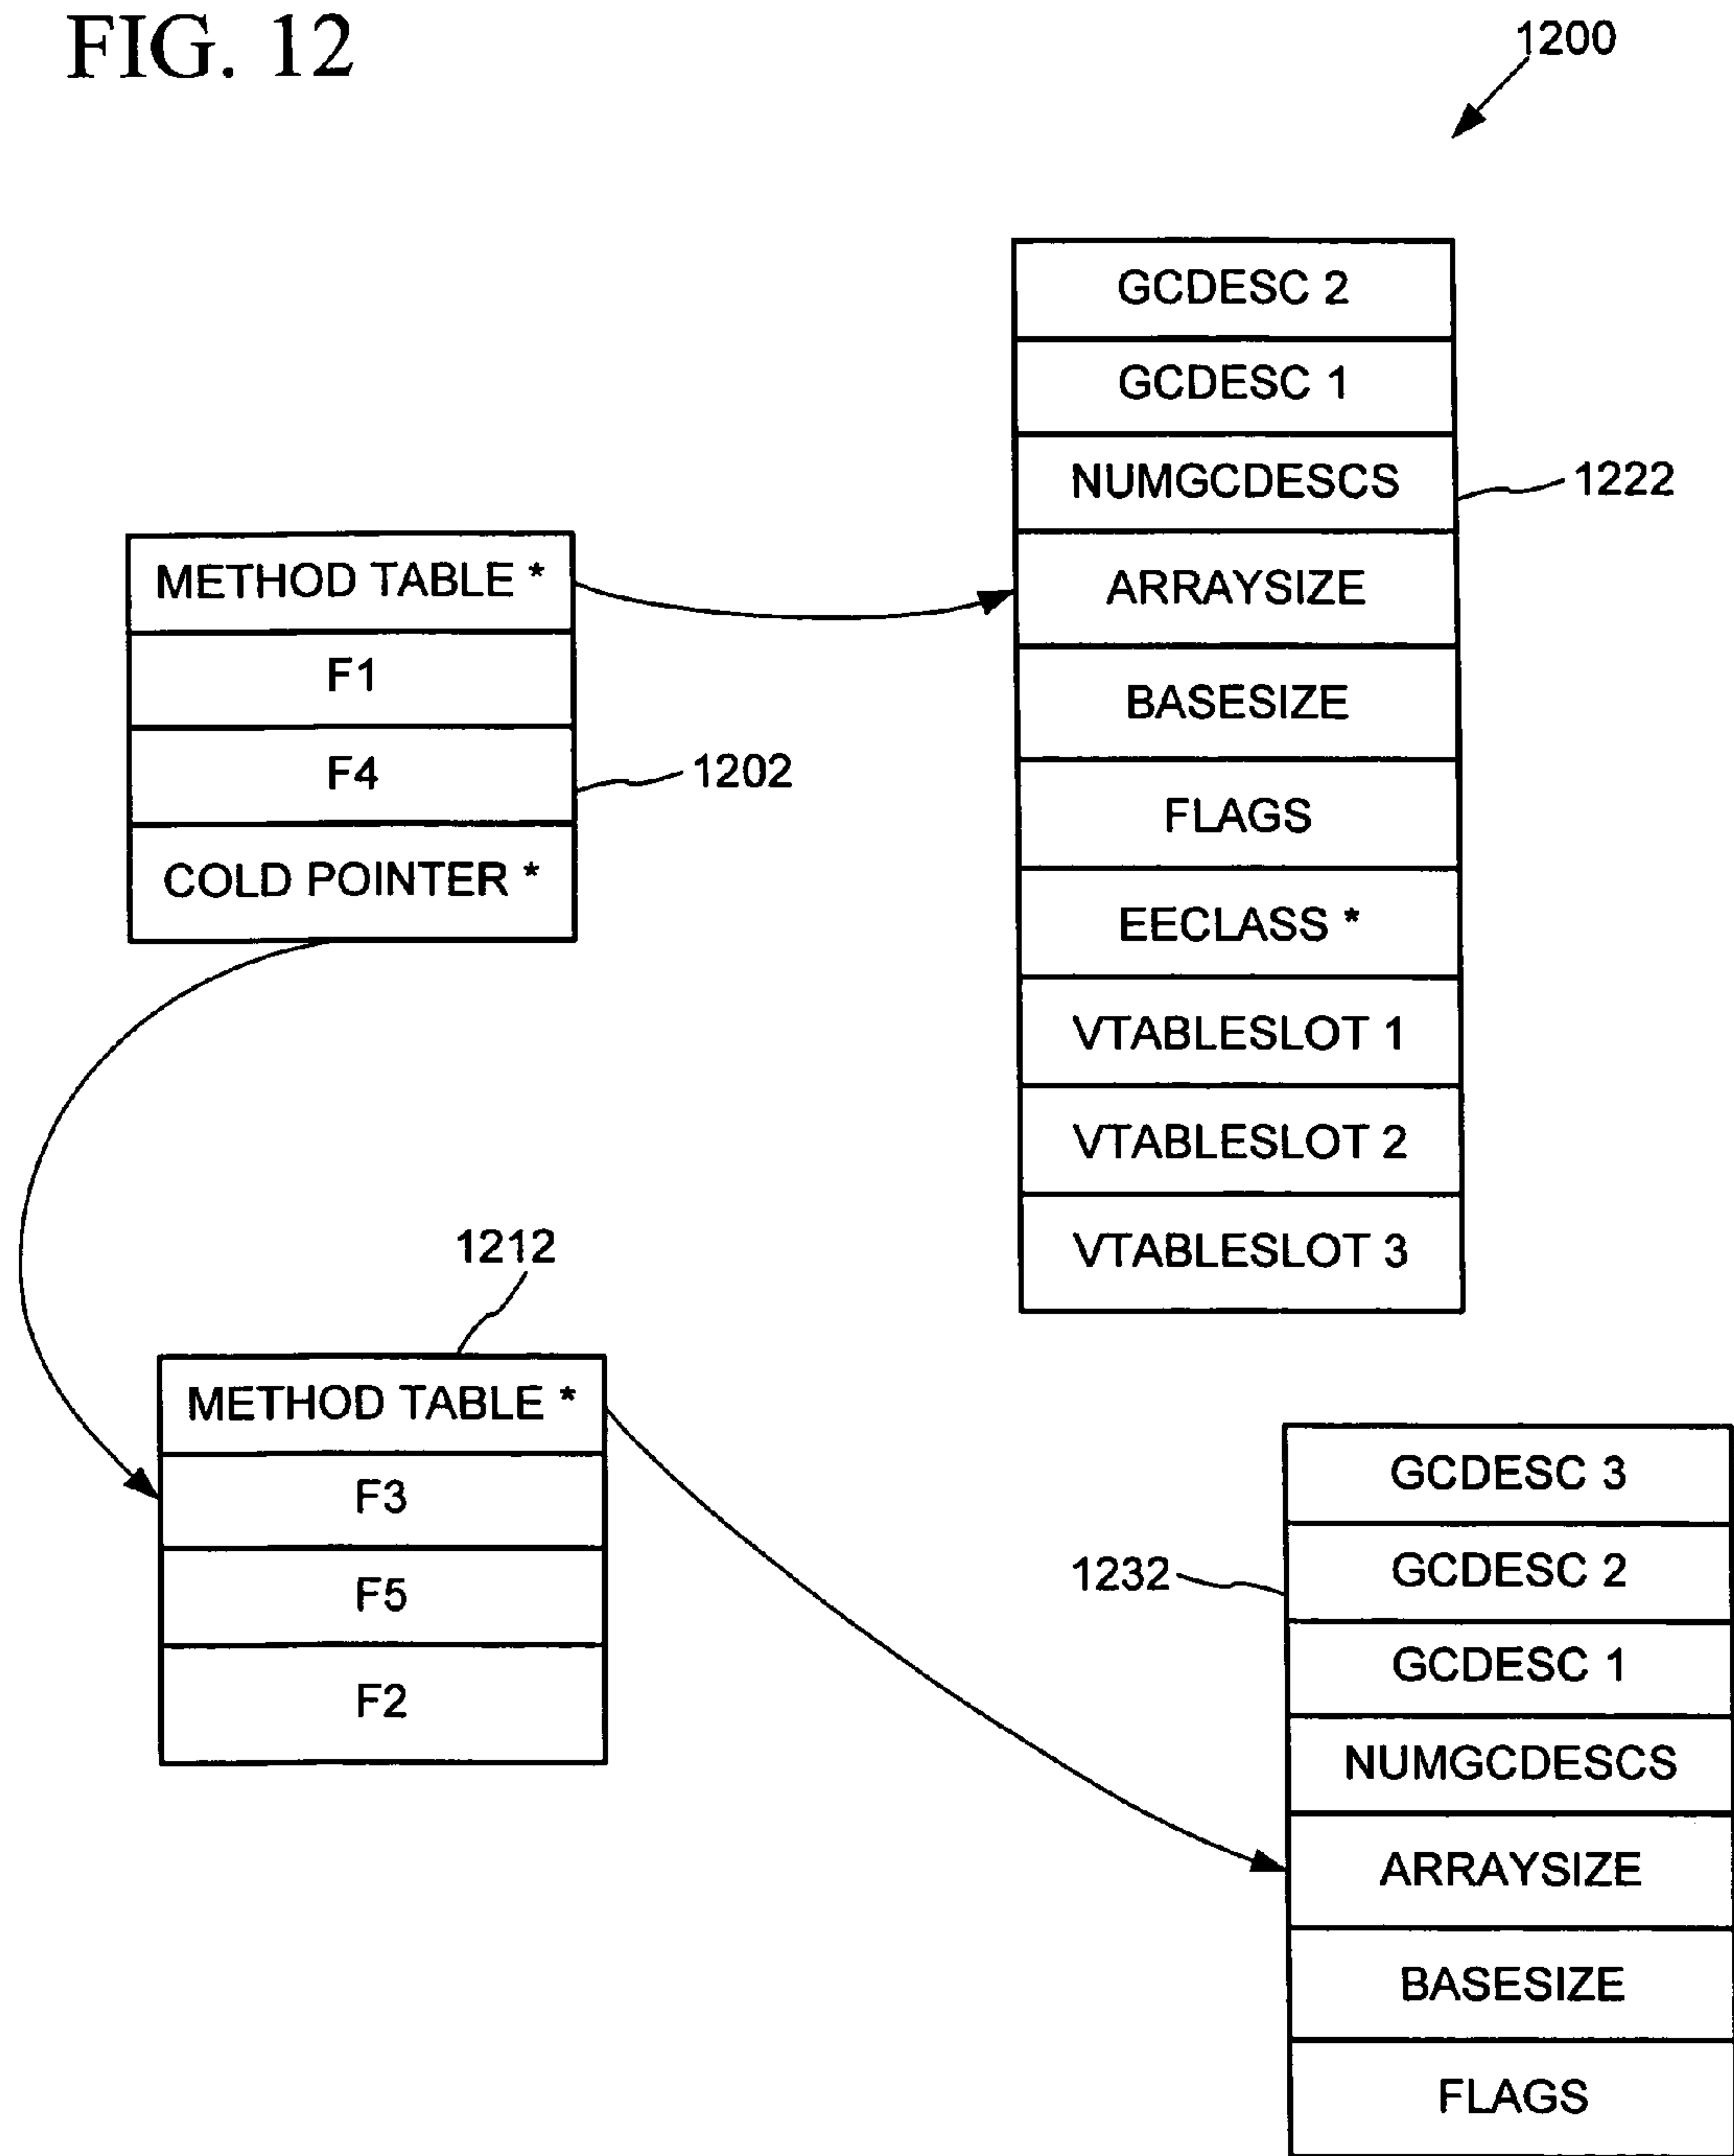 FIG. 12
1200
GCDESC 2
GCDESC 1
NUMGCDESCS
1222
ARRAYSIZE
BASESIZE
FLAGS
EECLASS *
VTABLESLOT 1
VTABLESLOT 2
VTABLESLOT 3
METHOD TABLE *
F1
F4
1202
COLD POINTER *
1212
METHOD TABLE *
F3
F5
F2
1232
GCDESC 3
GCDESC 2
GCDESC 1
NUMGCDESCS
ARRAYSIZE
BASESIZE
FLAGS